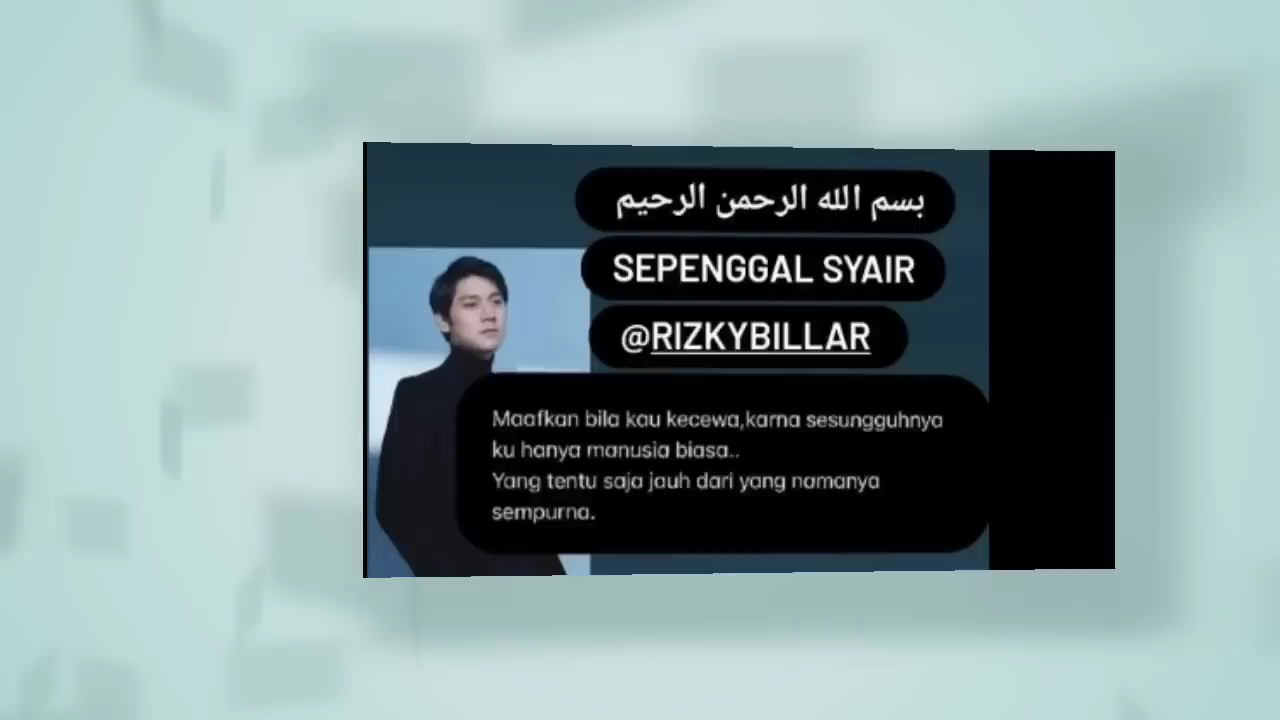 بسم الله الرحمن الرحيم
SEPENGGAL SYAIR
@RIZKYBILLAR
Maafkan bila kau kecewa,karna sesungguhnya
ku hanya manusia biasa..
Yang tentu saja jauh dari yang namanya
sempurna.